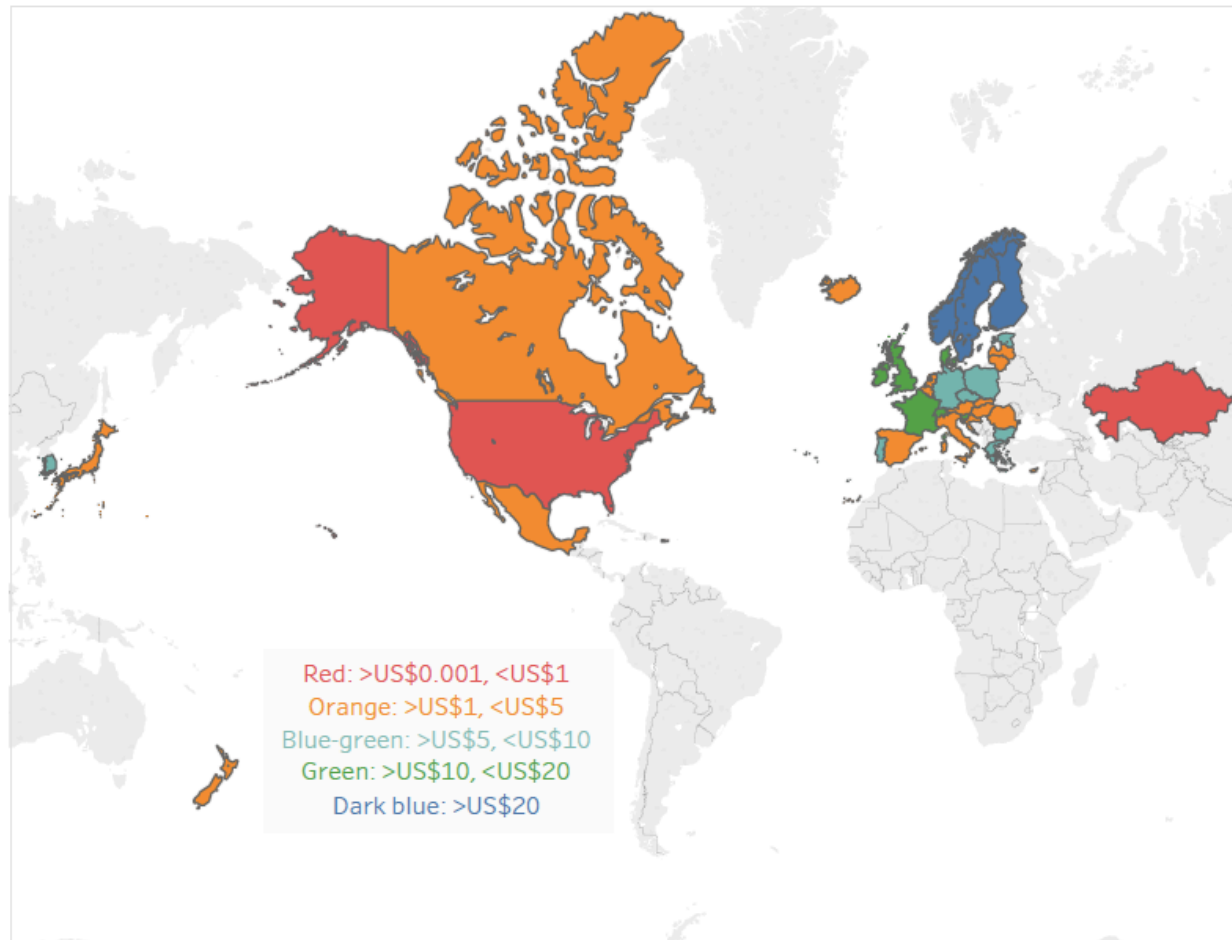 Red: >US$0.001, <US$1
Orange: >US$1, <US$5
Blue-green: >US$5, <US$10
Green: >US$10, <US$20
Dark blue: >US$20